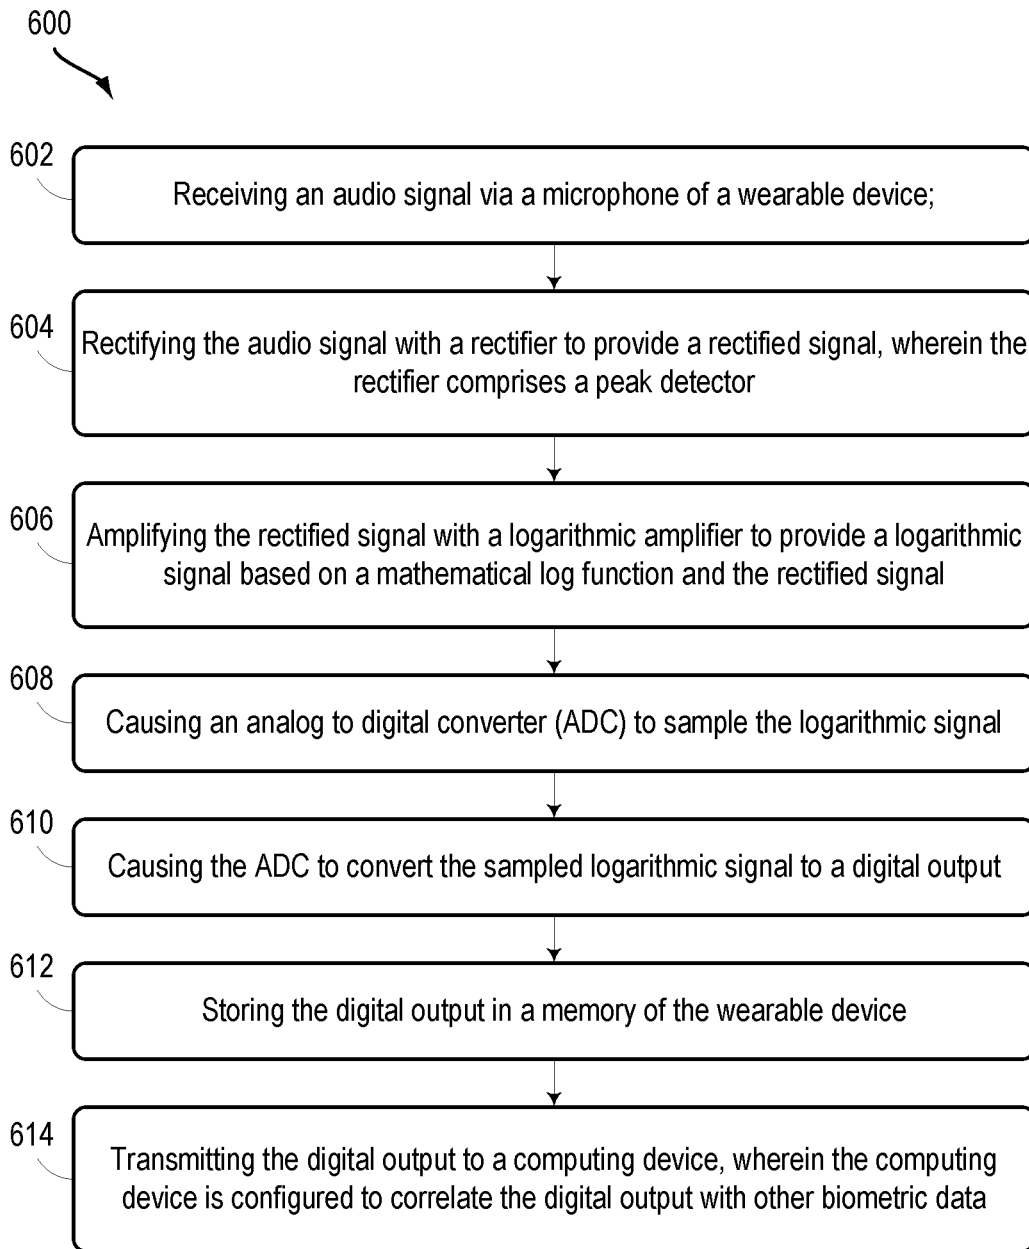 600
602
Receiving an audio signal via a microphone of a wearable device;
604
Rectifying the audio signal with a rectifier to provide a rectified signal, wherein the
rectifier comprises a peak detector
606
Amplifying the rectified signal with a logarithmic amplifier to provide a logarithmic
signal based on a mathematical log function and the rectified signal
608
Causing an analog to digital converter (ADC) to sample the logarithmic signal
610
Causing the ADC to convert the sampled logarithmic signal to a digital output
612
Storing the digital output in a memory of the wearable device
614
Transmitting the digital output to a computing device, wherein the computing
device is configured to correlate the digital output with other biometric data